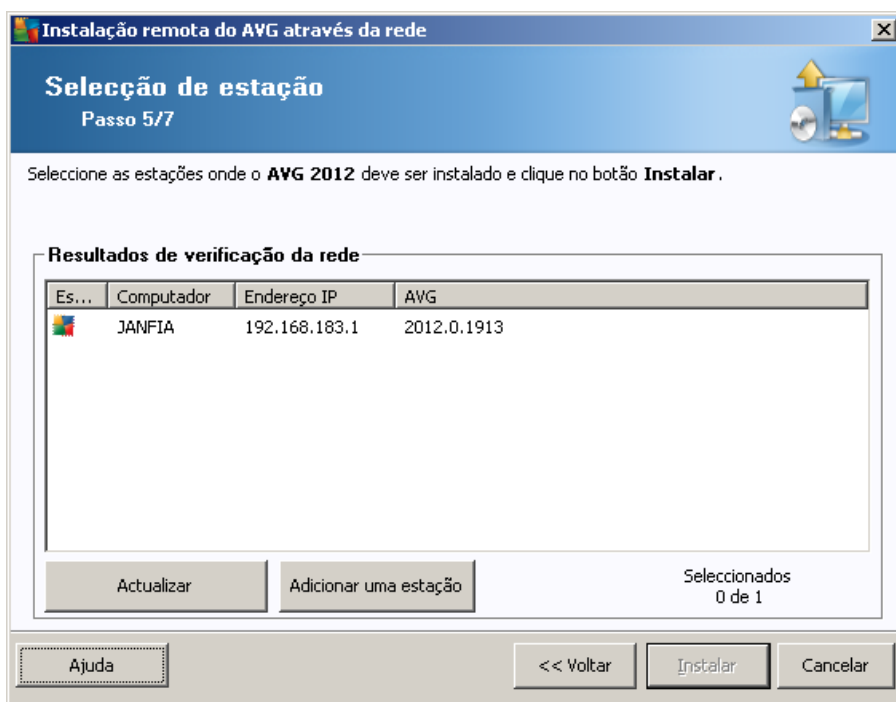 Instalação remota do AVG através da rede
Selecção de estação
Passo 5/7
Seleccione as estações onde o AVG 2012 deve ser instalado e clique no botão Instalar.
Resultados de verificação da rede
Es... Computador Endereço IP AVG
JANFIA 192.168.183.1 2012.0.1913
Actualizar Adicionar uma estação Seleccionados
0 de 1
Ajuda << Voltar Instalar Cancelar